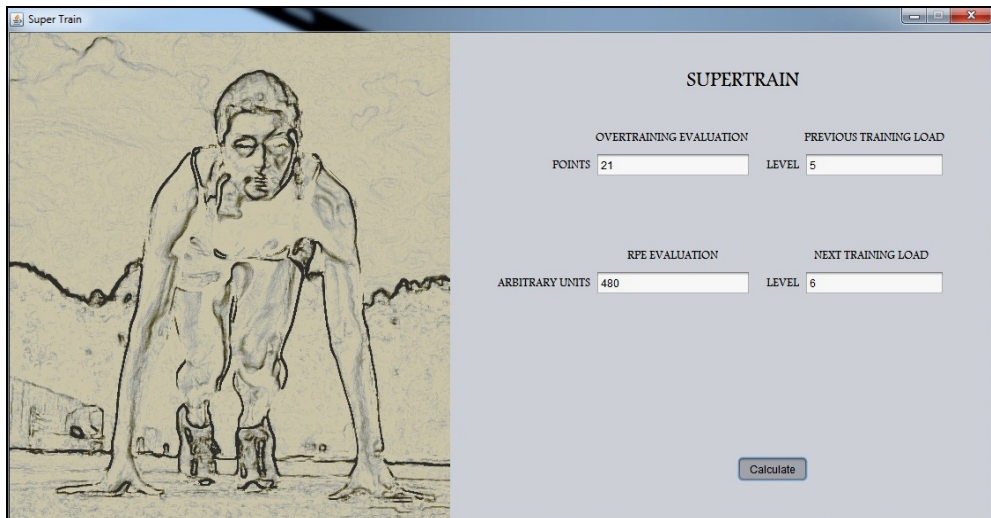 Super Train
SUPERTRAIN
OVERTRAINING EVALUATION PREVIOUS TRAINING LOAD
POINTS 21 LEVEL 5
RPE EVALUATION NEXT TRAINING LOAD
ARBITRARY UNITS 480 LEVEL 6
Calculate